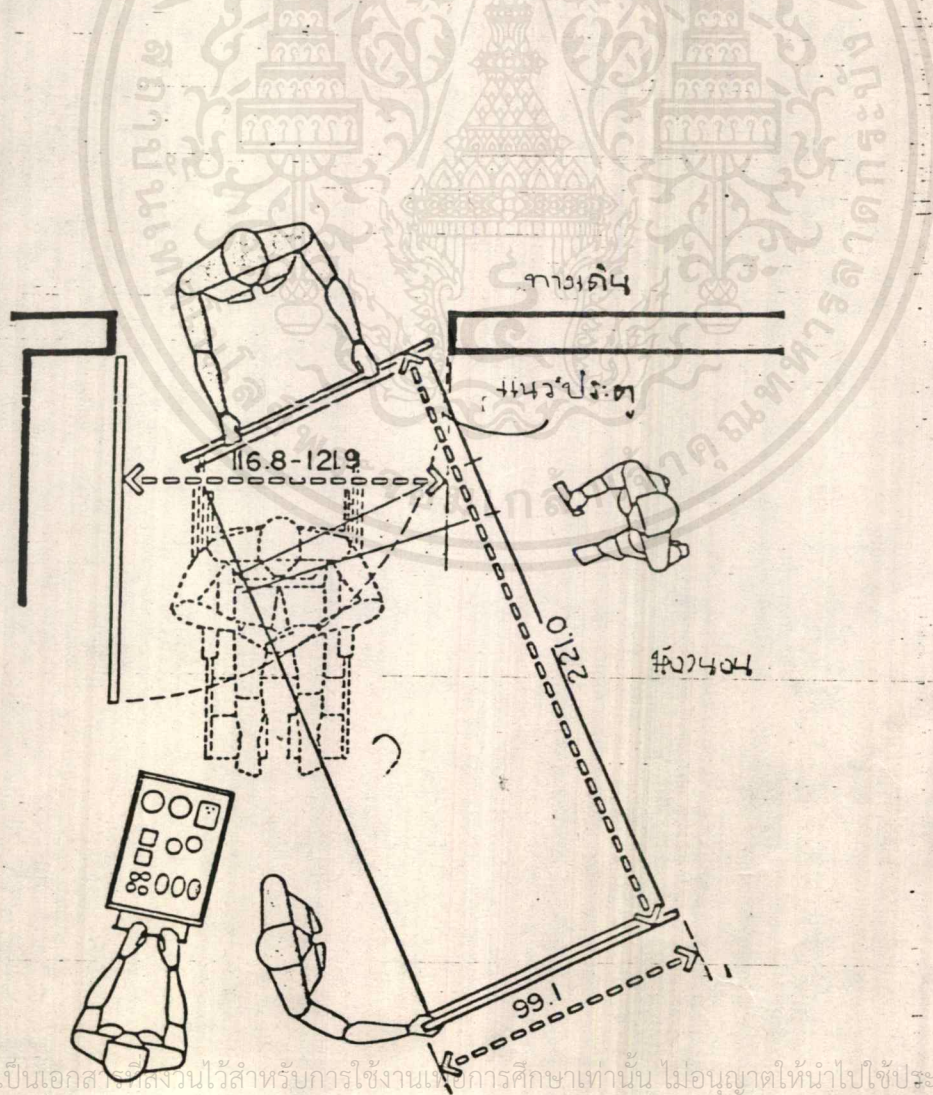 ทางเดิน
แนวประตู
116.8-121.9
221.0
ห้องนอน
99.1
เป็นเอกสารที่สงวนไว้สำหรับการใช้งานเพื่อการศึกษาเท่านั้น ไม่อนุญาตให้นำไปใช้ประ